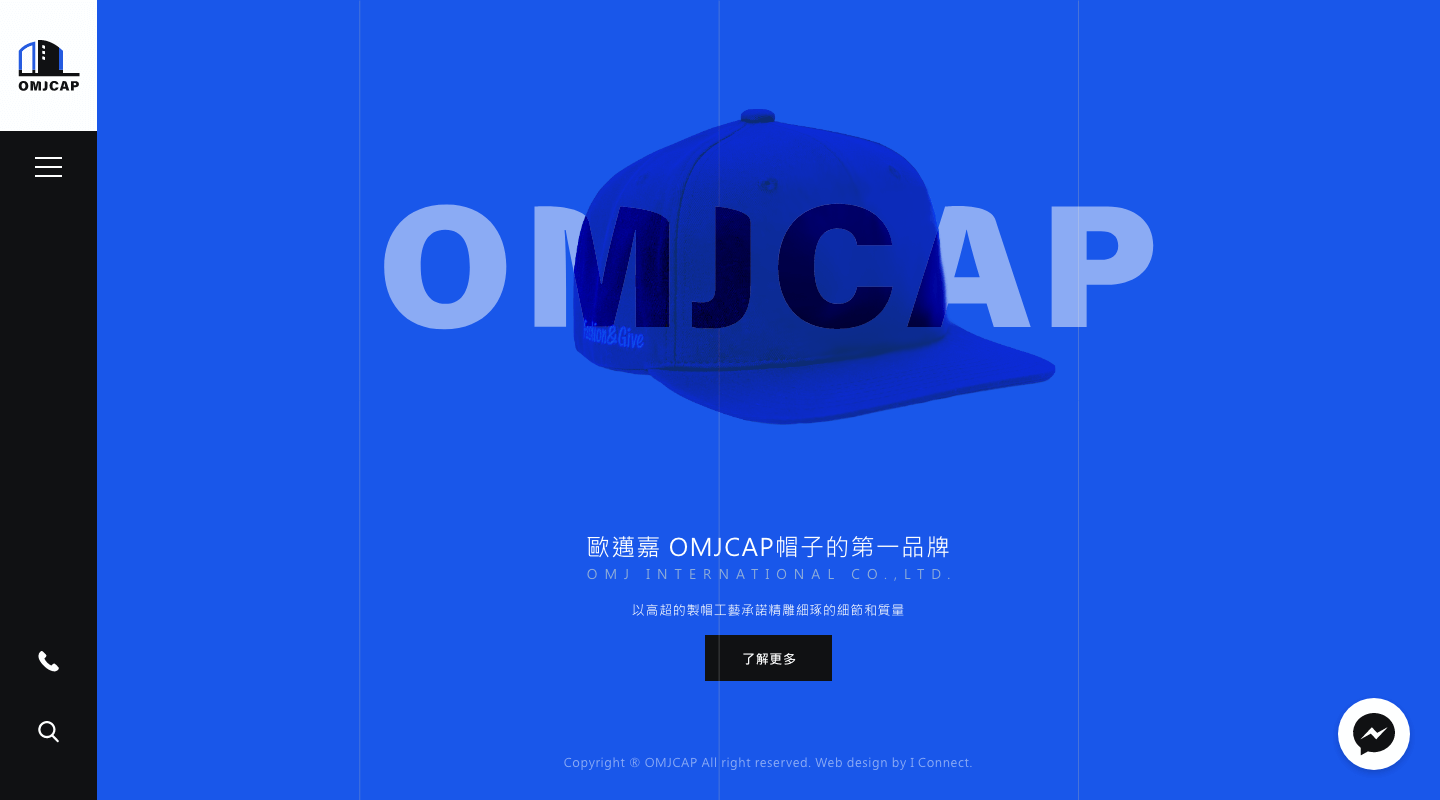 OMJCAP
OMJCAP
&Give
歐邁嘉 OMJCAP帽子的第一品牌
OMJ INTERNATIONAL CO.,LTD.
以高超的製帽工藝承諾精雕細琢的細節和質量
了解更多
Copyright ® OMJCAP All right reserved. Web design by I Connect.